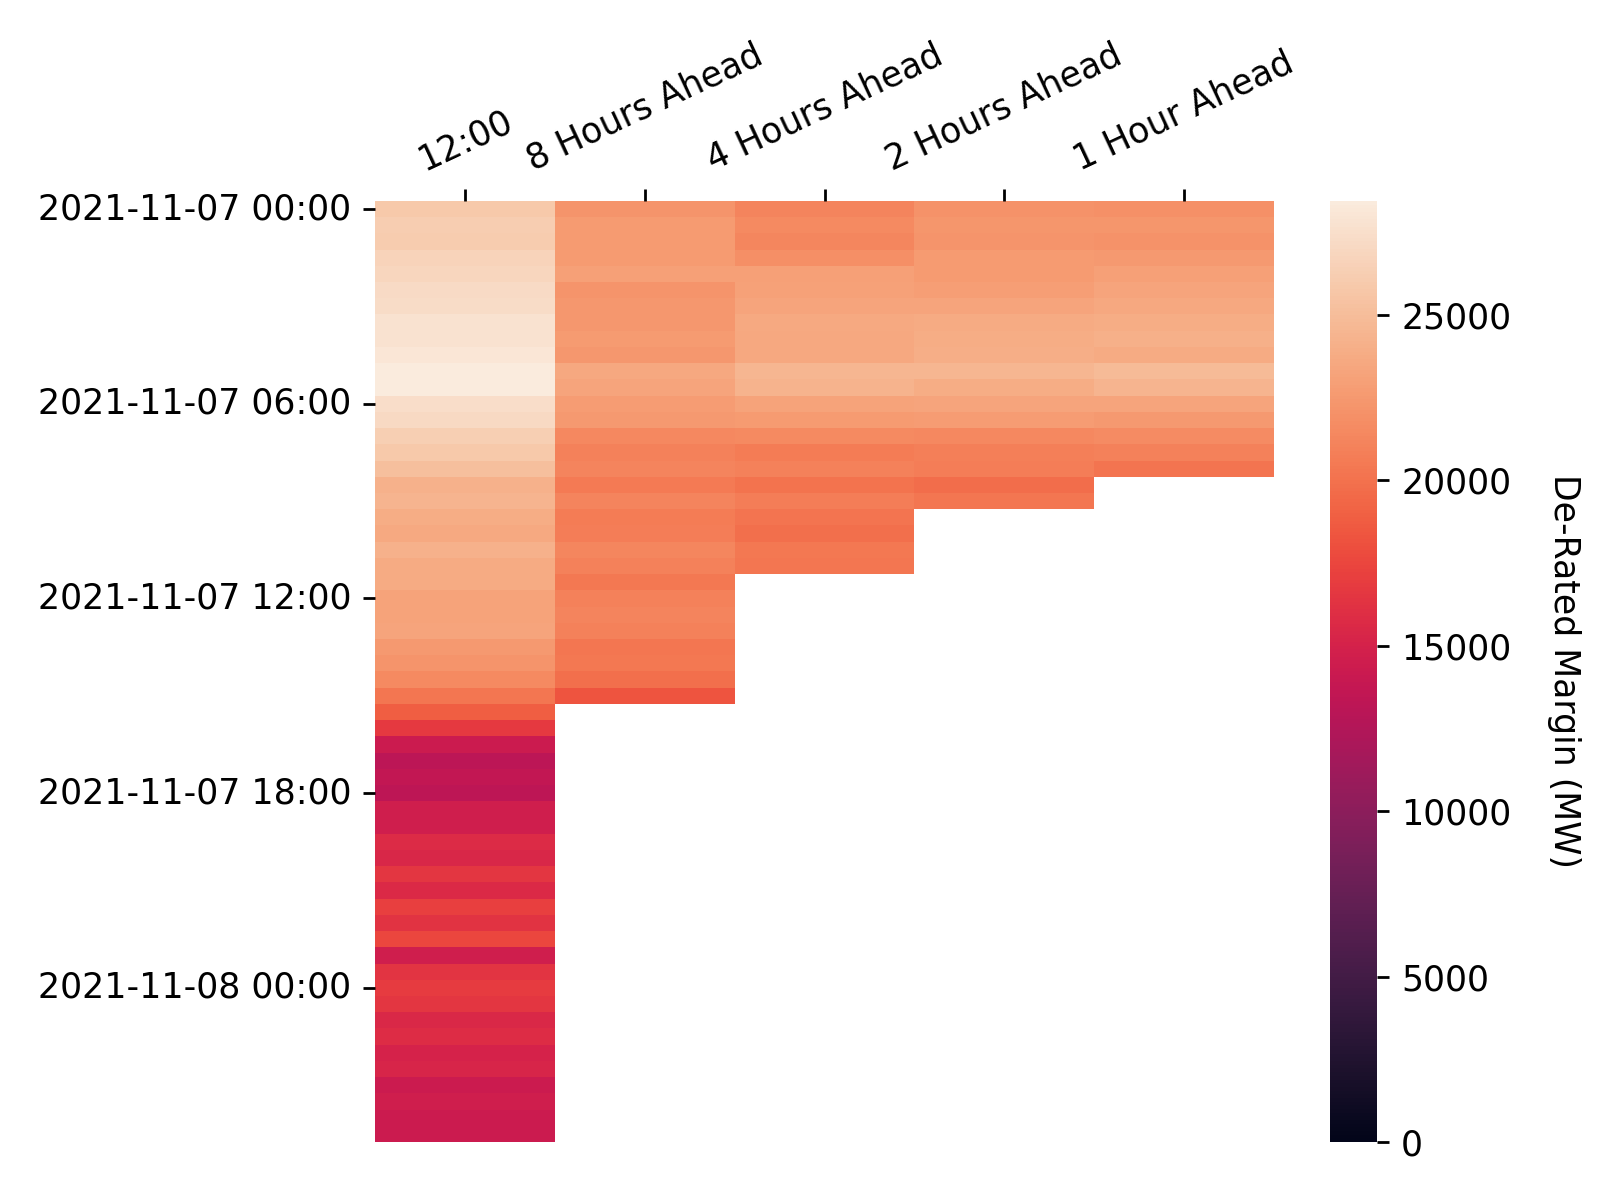 12:00
8 Hours Ahead
4 Hours Ahead
2 Hours Ahead
1 Hour Ahead
2021-11-07 00:00
2021-11-07 06:00
2021-11-07 12:00
2021-11-07 18:00
2021-11-08 00:00
25000
20000
15000
10000
5000
0
De-Rated Margin (MW)